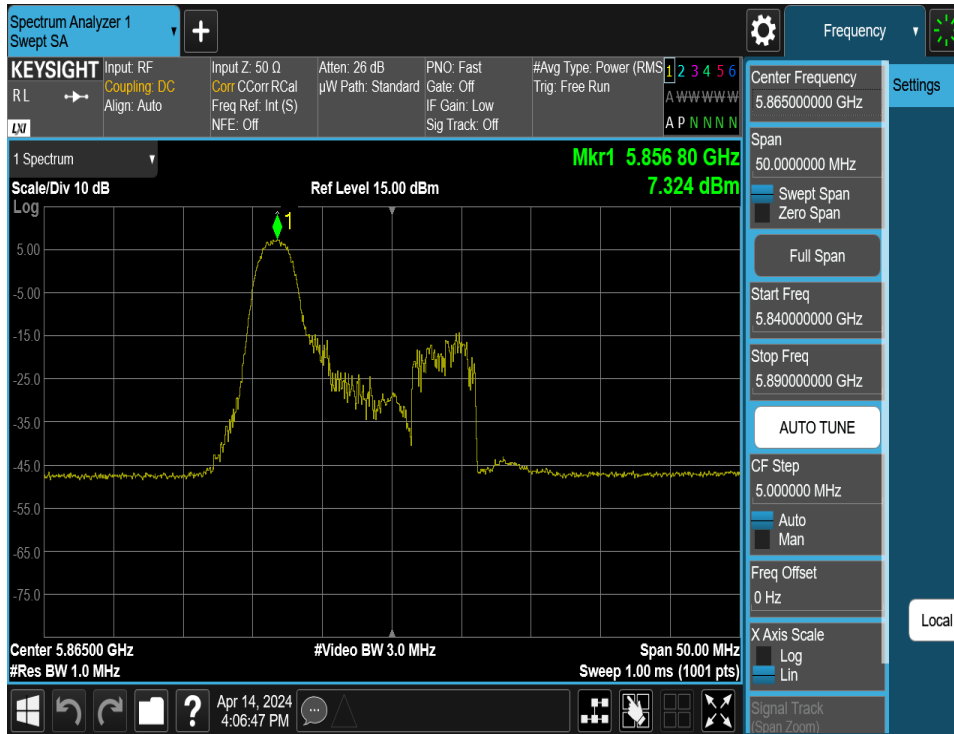 Spectrum Analyzer 1
Swept SA
+
Frequency
KEYSIGHT
R L
LXI
Input: RF
Coupling: DC
Align: Auto
Input Z: 50 Ω
Corr CCorr RCal
Freq Ref: Int (S)
NFE: Off
Atten: 26 dB
µW Path: Standard
PNO: Fast
Gate: Off
IF Gain: Low
Sig Track: Off
#Avg Type: Power (RMS
Trig: Free Run
1 2 3 4 5 6
A W W W W W
A P N N N N
Center Frequency
5.865000000 GHz
Settings
1 Spectrum
Mkr1 5.856 80 GHz
7.324 dBm
Scale/Div 10 dB
Ref Level 15.00 dBm
Log
1
5.00
-5.00
-15.0
-25.0
-35.0
-45.0
-55.0
-65.0
-75.0
Center 5.86500 GHz
#Res BW 1.0 MHz
#Video BW 3.0 MHz
Span 50.00 MHz
Sweep 1.00 ms (1001 pts)
Span
50.0000000 MHz
Swept Span
Zero Span
Full Span
Start Freq
5.840000000 GHz
Stop Freq
5.890000000 GHz
AUTO TUNE
CF Step
5.000000 MHz
Auto
Man
Freq Offset
0 Hz
X Axis Scale
Log
Lin
Signal Track
(Span Zoom)
Local
?
Apr 14, 2024
4:06:47 PM